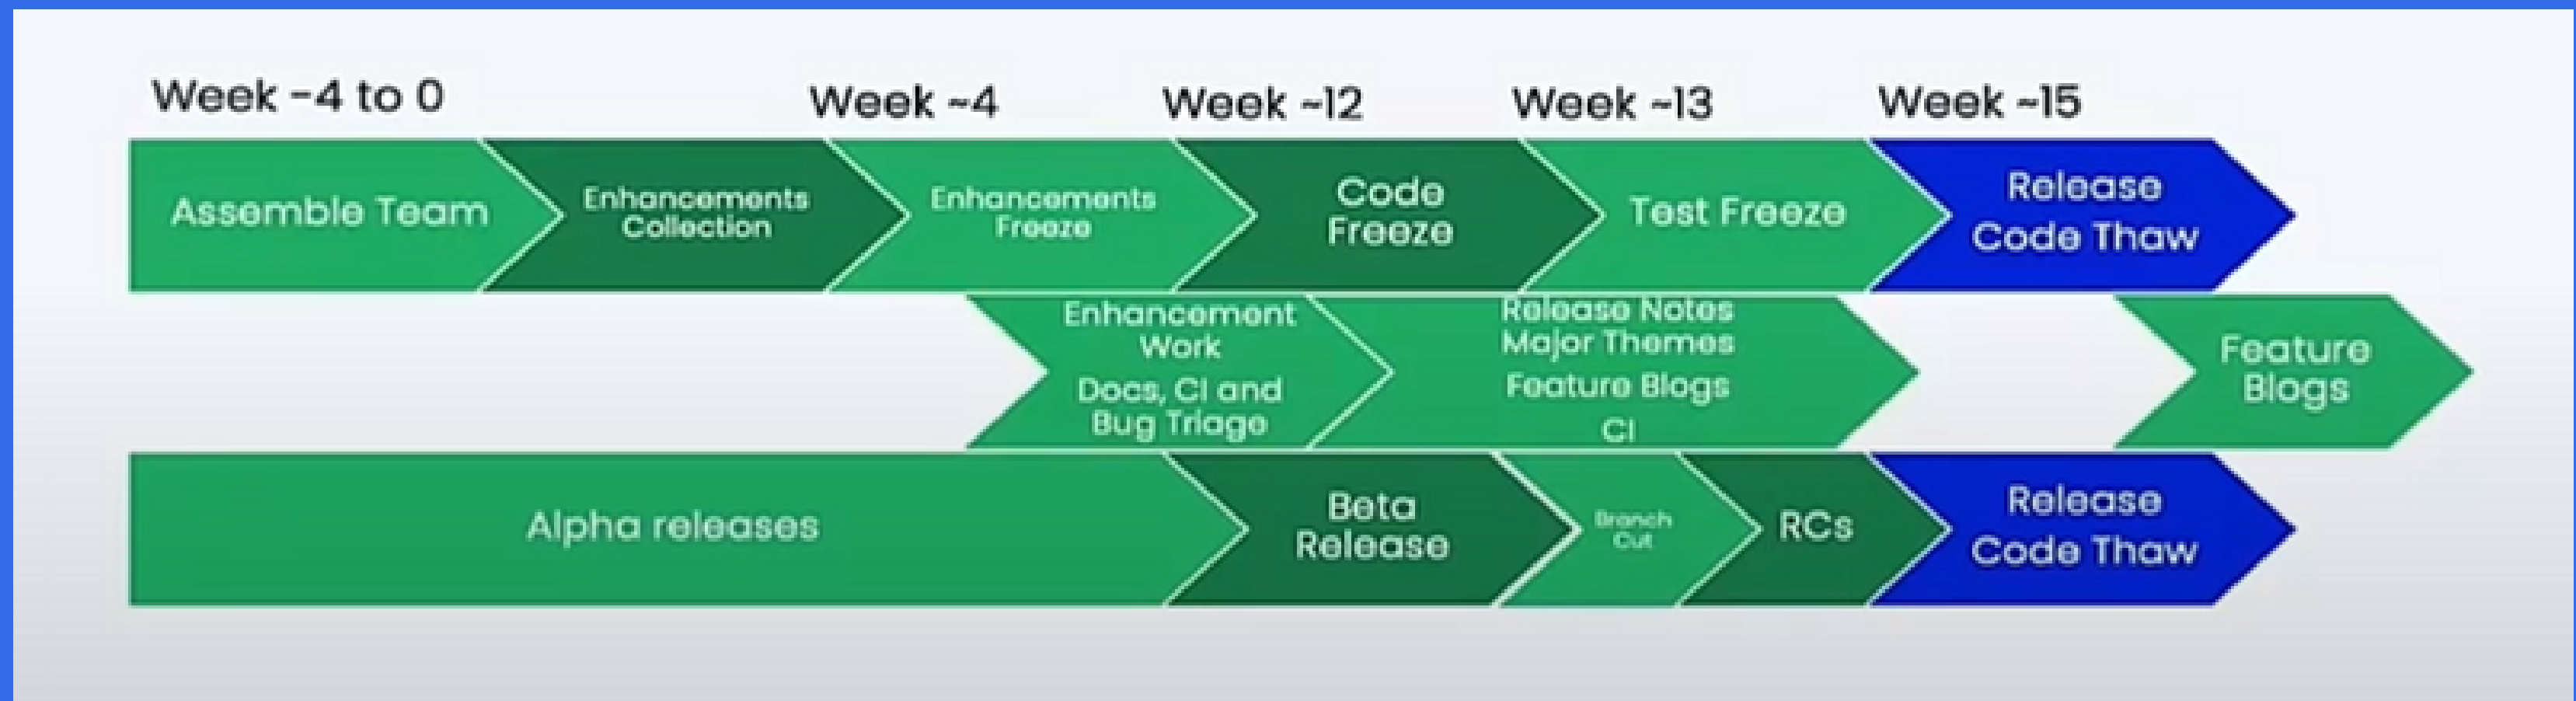 Week -4 to 0
Week ~4
Week ~12
Week ~13
Week ~15
Assemble Team
Enhancements
Collection
Enhancements
Freeze
Code
Freeze
Test Freeze
Release
Code Thaw
Enhancement
Work
Docs, CI and
Bug Triage
Release Notes
Major Themes
Feature Blogs
CI
Feature
Blogs
Alpha releases
Beta
Release
Branch
Cut
RCs
Release
Code Thaw